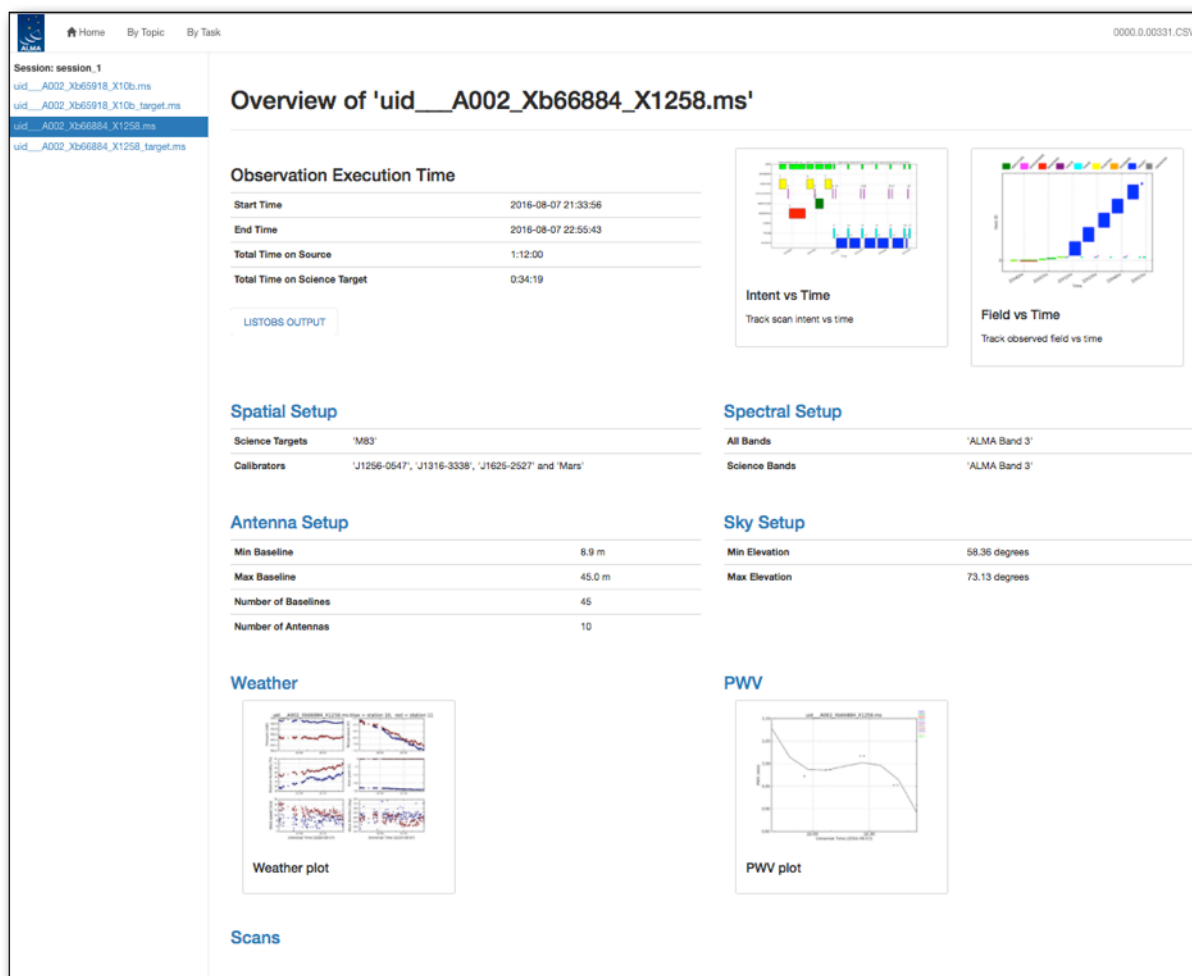 ALMA
Home By Topic By Task
0000.0.00331.CSV
Session: session_1
uid___A002_Xb65918_X10b.ms
uid___A002_Xb65918_X10b_target.ms
uid___A002_Xb66884_X1258.ms
uid___A002_Xb66884_X1258_target.ms
Overview of 'uid___A002_Xb66884_X1258.ms'
Observation Execution Time
Start Time 2016-08-07 21:33:56
End Time 2016-08-07 22:55:43
Total Time on Source 1:12:00
Total Time on Science Target 0:34:19
LISTOBS OUTPUT
Intent vs Time
Track scan intent vs time
Time
Field vs Time
Track observed field vs time
Spatial Setup
Science Targets 'M83'
Calibrators 'J1256-0547', 'J1316-3338', 'J1625-2527' and 'Mars'
Spectral Setup
All Bands 'ALMA Band 3'
Science Bands 'ALMA Band 3'
Antenna Setup
Min Baseline 8.9 m
Max Baseline 45.0 m
Number of Baselines 45
Number of Antennas 10
Sky Setup
Min Elevation 58.36 degrees
Max Elevation 73.13 degrees
Weather
Weather plot
PWV
uid___A002_Xb66884_X1258.ms
PWV plot
Scans